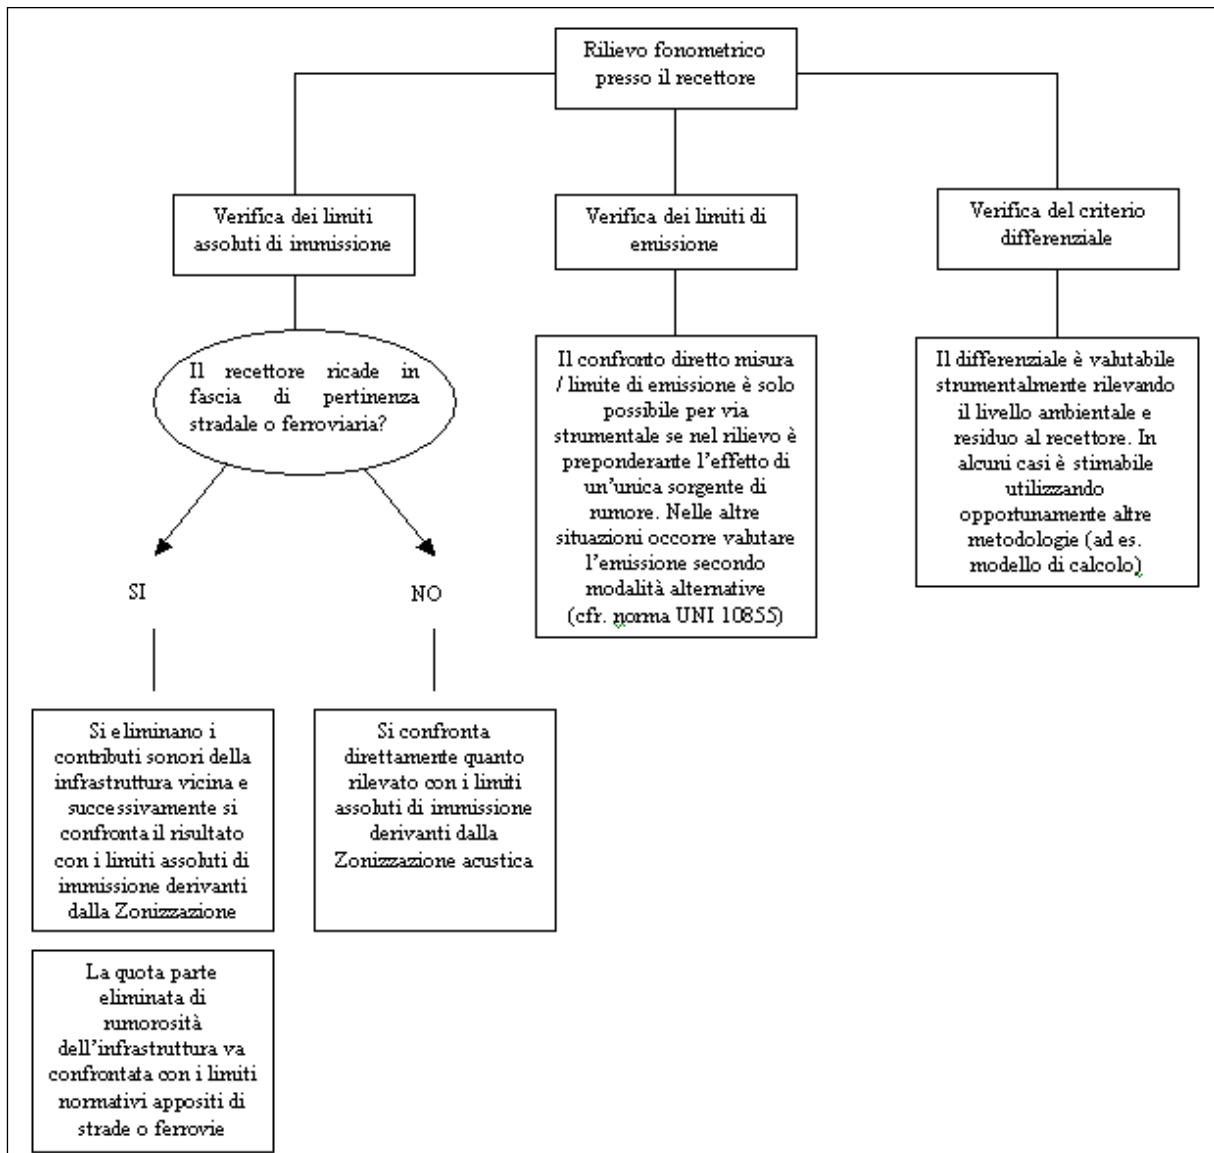 Rilievo fonometrico
presso il recettore
Verifica dei limiti
assoluti di immissione
Verifica dei limiti di
emissione
Verifica del criterio
differenziale
Il recettore ricade in
fascia di pertinenza
stradale o ferroviaria?
Il confronto diretto misura
/ limite di emissione è solo
possibile per via
strumentale se nel rilievo è
preponderante l'effetto di
un'unica sorgente di
rumore. Nelle altre
situazioni occorre valutare
l'emissione secondo
modalità alternative
(cfr. norma UNI 10855)
Il differenziale è valutabile
strumentalmente rilevando
il livello ambientale e
residuo al recettore. In
alcuni casi è stimabile
utilizzando
opportunamente altre
metodologie (ad es.
modello di calcolo)
SI
NO
Si eliminano i
contributi sonori della
infrastruttura vicina e
successivamente si
confronta il risultato
con i limiti assoluti di
immissione derivanti
dalla Zonizzazione
Si confronta
direttamente quanto
rilevato con i limiti
assoluti di immissione
derivanti dalla
Zonizzazione acustica
La quota parte
eliminata di
rumorosità
dell'infrastruttura va
confrontata con i limiti
normativi appositi di
strade o ferrovie